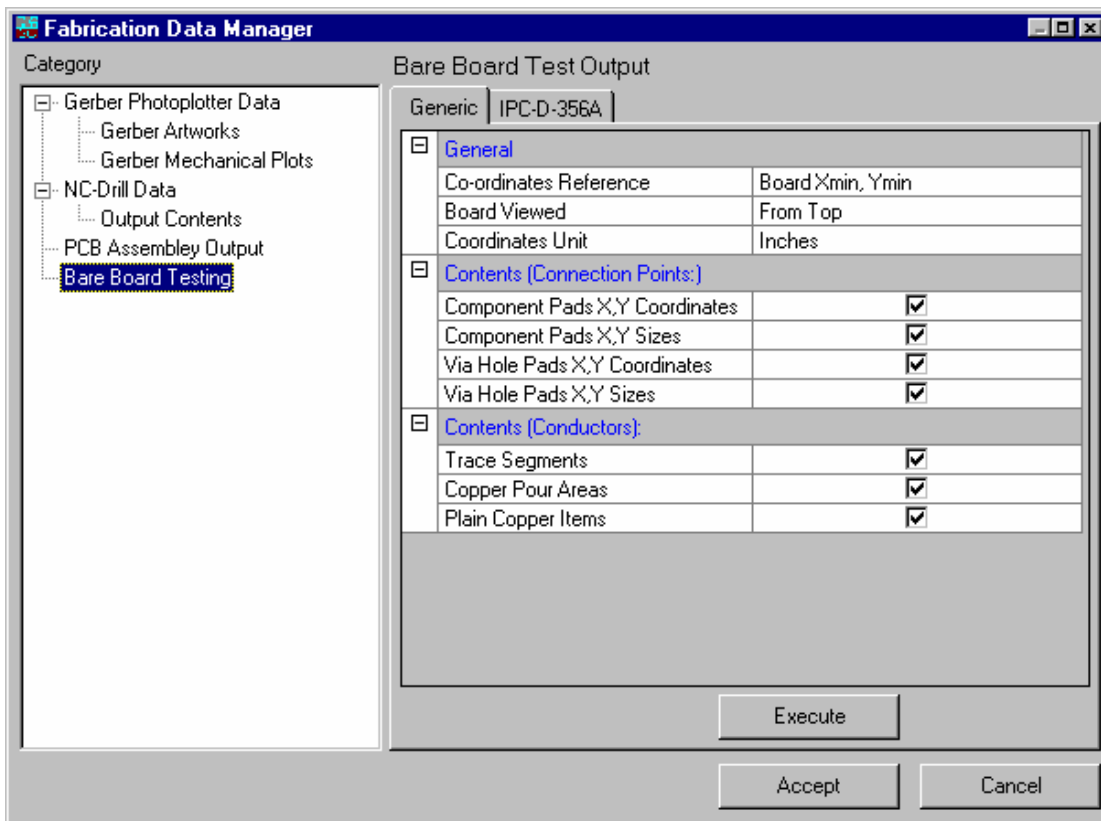 Fabrication Data Manager
Category
Gerber Photoplotter Data
Gerber Artworks
Gerber Mechanical Plots
NC-Drill Data
Output Contents
PCB Assembley Output
Bare Board Testing
Bare Board Test Output
Generic IPC-D-356A
General
Co-ordinates Reference Board Xmin, Ymin
Board Viewed From Top
Coordinates Unit Inches
Contents (Connection Points:)
Component Pads X,Y Coordinates
Component Pads X,Y Sizes
Via Hole Pads X,Y Coordinates
Via Hole Pads X,Y Sizes
Contents (Conductors):
Trace Segments
Copper Pour Areas
Plain Copper Items
Execute
Accept Cancel